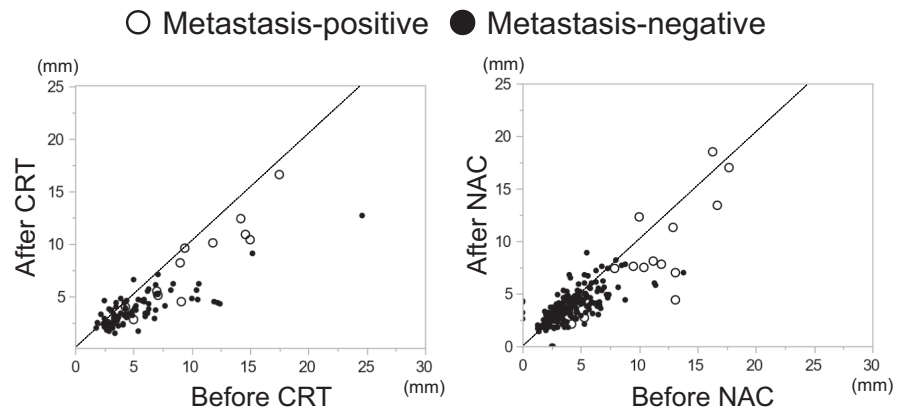 Metastasis-positive Metastasis-negative
(mm)
25
20
15
10
5
0 5 10 15 20 25 30
After CRT
Before CRT
(mm)
(mm)
25
20
15
10
5
0
0 5 10 15 20 25 30
After NAC
Before NAC
(mm)